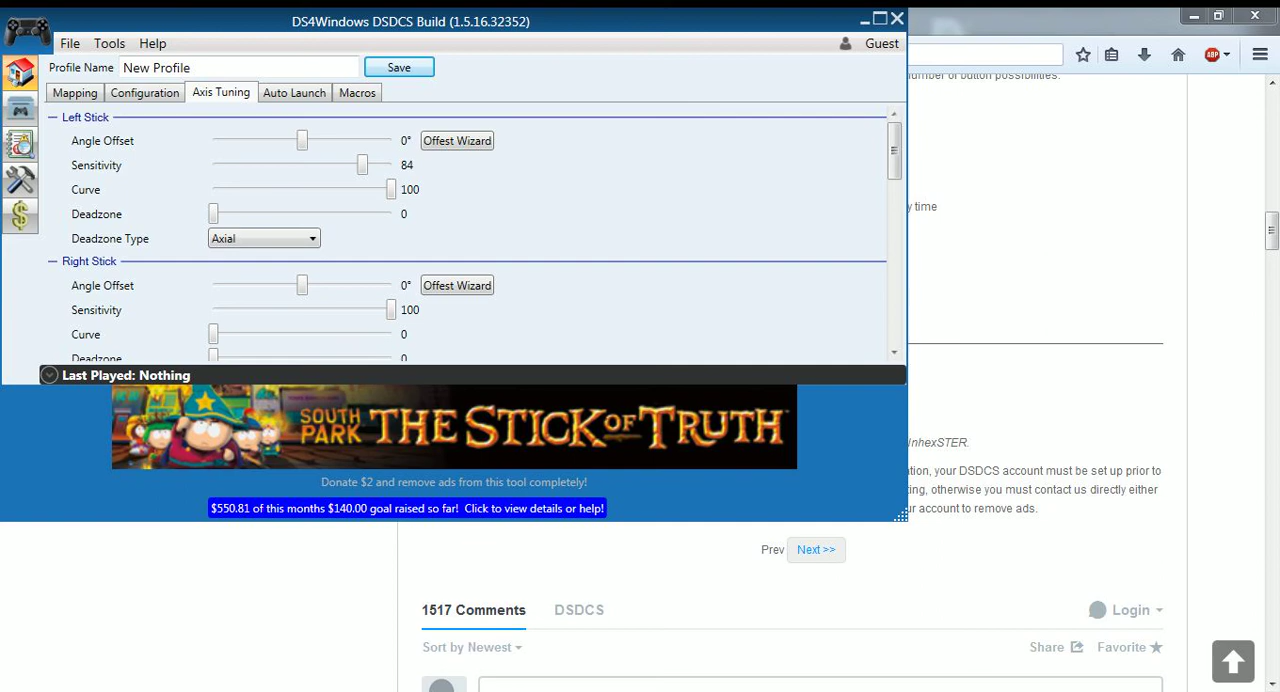 DS4Windows DSDCS Build (1.5.16.32352)
File Tools Help Guest
Profile Name New Profile Save
Mapping Configuration Axis Tuning Auto Launch Macros
Left Stick
Angle Offset 0° Offest Wizard
Sensitivity 84
Curve 100
Deadzone 0
Deadzone Type Axial
Right Stick
Angle Offset 0° Offest Wizard
Sensitivity 100
Curve 0
Deadzone 0
Last Played: Nothing
SOUTH PARK THE STICK OF TRUTH
Donate $2 and remove ads from this tool completely!
$550.81 of this months $140.00 goal raised so far! Click to view details or help!
ABP
number of button possibilities.
y time
InhexSTER.
tion, your DSDCS account must be set up prior to
ting, otherwise you must contact us directly either
ur account to remove ads.
Prev Next >>
1517 Comments DSDCS Login
Sort by Newest Share Favorite